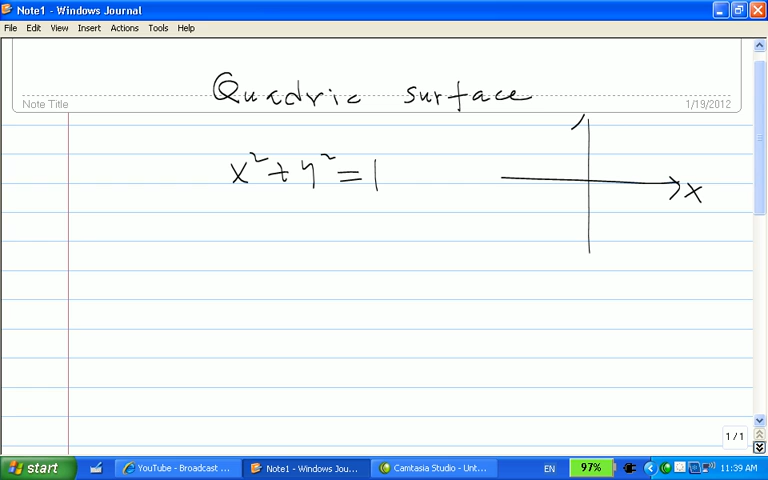 Note1 - Windows Journal
File Edit View Insert Actions Tools Help
Quadric surface
Note Title
1/19/2012
x²+y²=1
x
1/1
start
YouTube - Broadcast ...
Note1 - Windows Jou...
Camtasia Studio - Unt...
EN
97%
11:39 AM